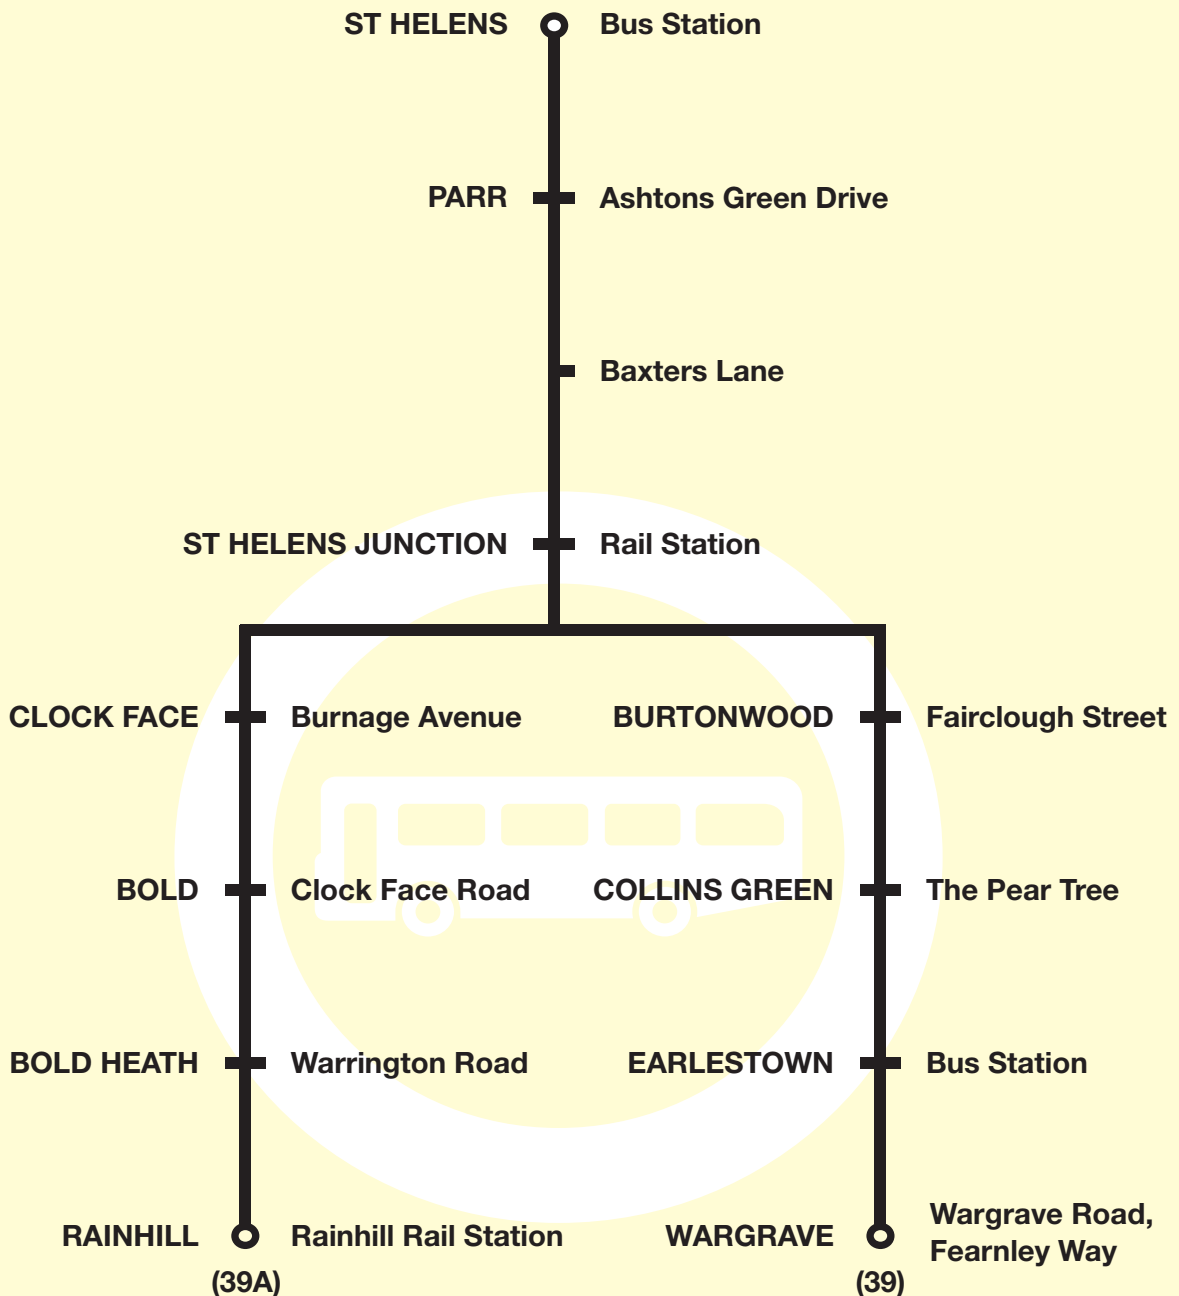 ST HELENS Bus Station
PARR Ashtons Green Drive
Baxters Lane
ST HELENS JUNCTION Rail Station
CLOCK FACE Burnage Avenue BURTONWOOD Fairclough Street
BOLD Clock Face Road COLLINS GREEN The Pear Tree
BOLD HEATH Warrington Road EARLESTOWN Bus Station
RAINHILL Rainhill Rail Station WARGRAVE Wargrave Road,
Fearnley Way
(39A) (39)